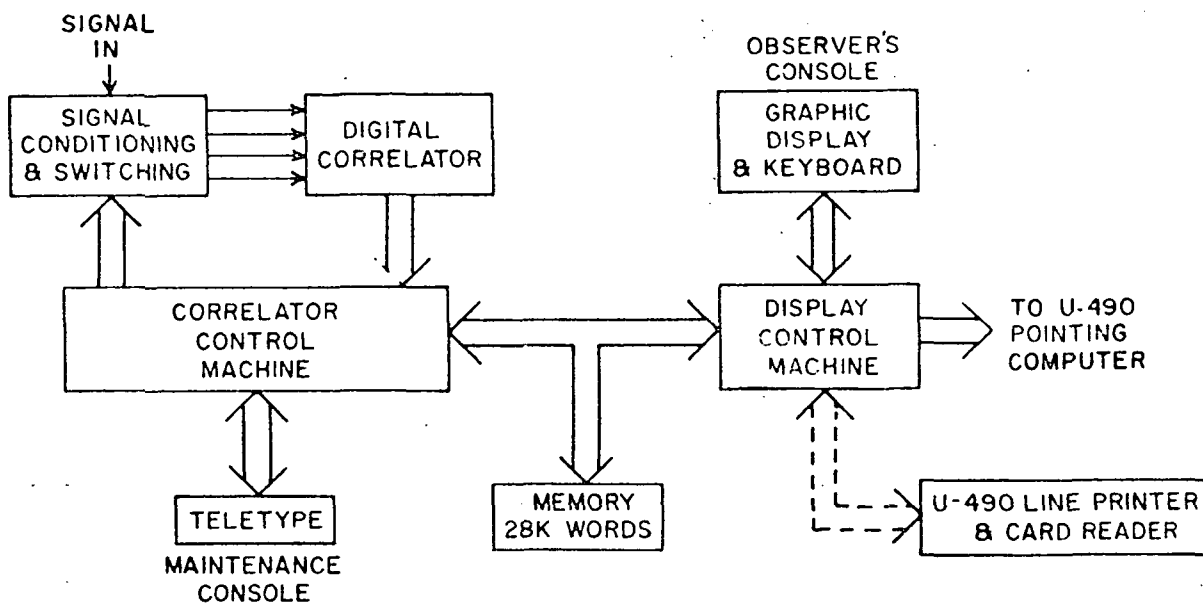 SIGNAL
IN
SIGNAL
CONDITIONING
& SWITCHING
DIGITAL
CORRELATOR
OBSERVER'S
CONSOLE
GRAPHIC
DISPLAY
& KEYBOARD
CORRELATOR
CONTROL
MACHINE
DISPLAY
CONTROL
MACHINE
TO U-490
POINTING
COMPUTER
TELETYPE
MAINTENANCE
CONSOLE
MEMORY
28K WORDS
U-490 LINE PRINTER
& CARD READER